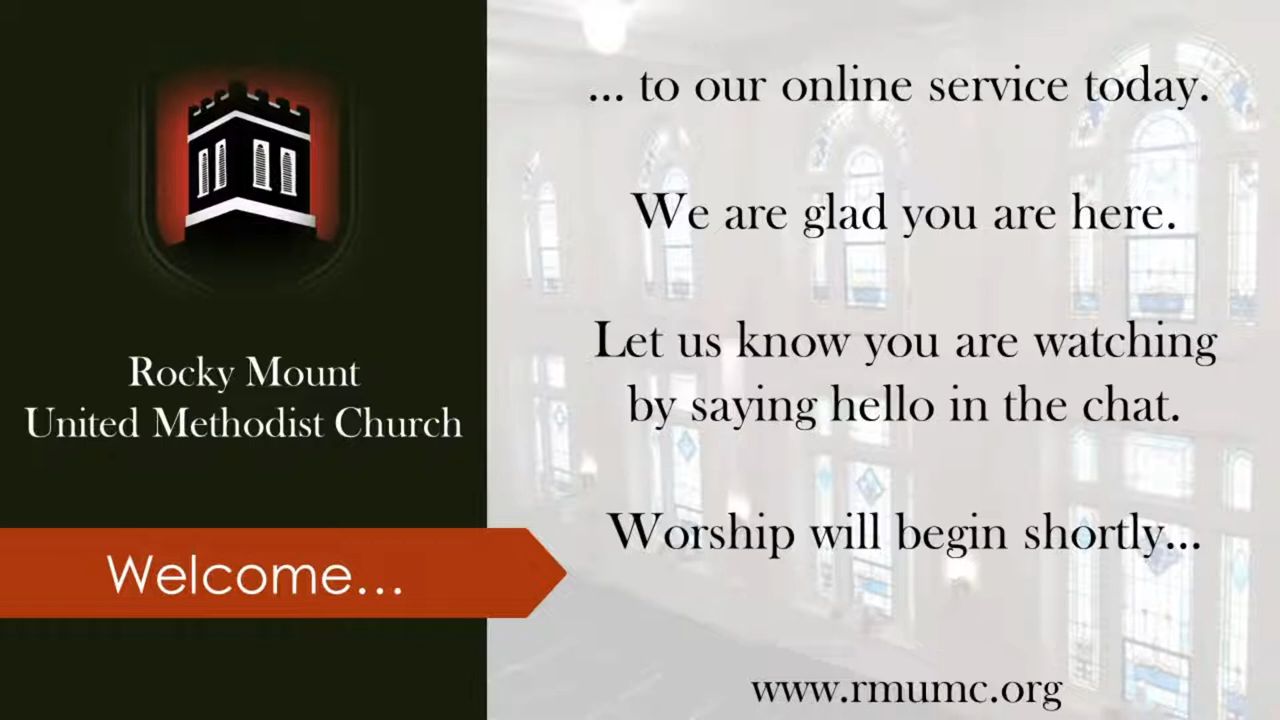 Rocky Mount
United Methodist Church
Welcome...
... to our online service today.
We are glad you are here.
Let us know you are watching
by saying hello in the chat.
Worship will begin shortly...
www.rmumc.org